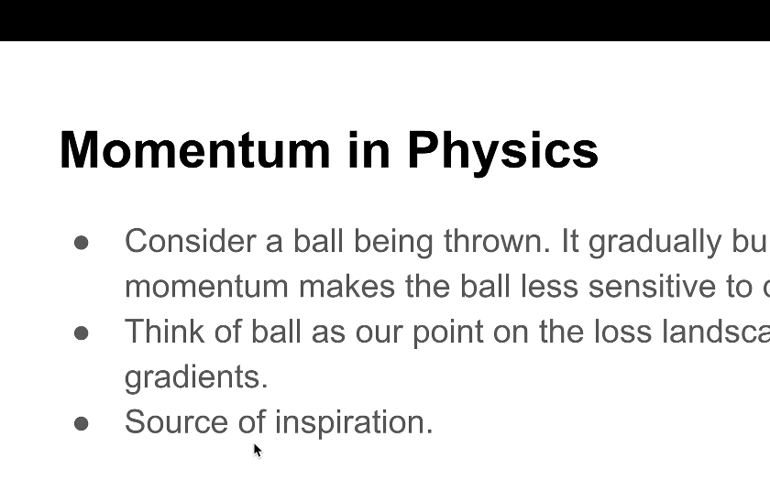 Momentum in Physics
● Consider a ball being thrown. It gradually bu
momentum makes the ball less sensitive to
● Think of ball as our point on the loss landsca
gradients.
● Source of inspiration.